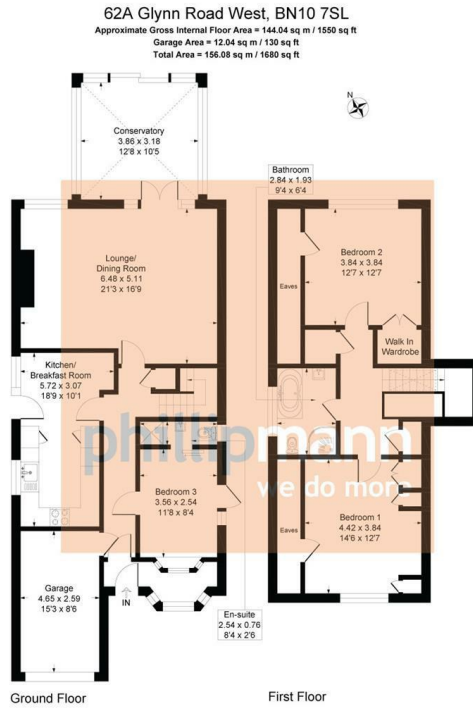 62A Glynn Road West, BN10 7SL
Approximate Gross Internal Floor Area = 144.04 sq m / 1550 sq ft
Garage Area = 12.04 sq m / 130 sq ft
Total Area = 156.08 sq m / 1680 sq ft
N
Conservatory
3.86 x 3.18
12'8 x 10'5
Bathroom
2.84 x 1.93
9'4 x 6'4
Lounge/
Dining Room
6.48 x 5.11
21'3 x 16'9
Bedroom 2
3.84 x 3.84
12'7 x 12'7
Eaves
Walk In
Wardrobe
Kitchen/
Breakfast Room
5.72 x 3.07
18'9 x 10'1
phillipmann
we do more
Bedroom 3
3.56 x 2.54
11'8 x 8'4
Bedroom 1
4.42 x 3.84
14'6 x 12'7
Eaves
Garage
4.65 x 2.59
15'3 x 8'6
IN
En-suite
2.54 x 0.76
8'4 x 2'6
Ground Floor
First Floor